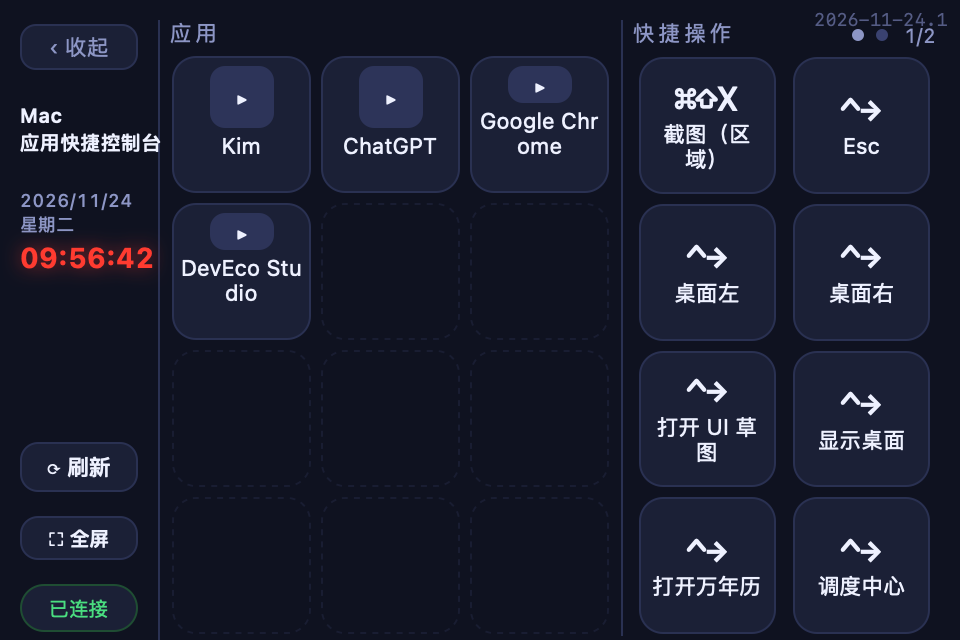 ‹ 收起
Mac
应用快捷控制台
2026/11/24
星期二
09:56:42
⟳ 刷新
⛶ 全屏
已连接
应用
Kim
ChatGPT
Google Chr
ome
DevEco Stu
dio
快捷操作
2026-11-24.1
1/2
⌘⇧X
截图（区
域）
^→
Esc
^→
桌面左
^→
桌面右
^→
打开 UI 草
图
^→
显示桌面
^→
打开万年历
^→
调度中心